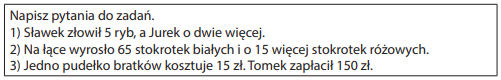 Napisz pytania do zadań.
1) Sławek złowił 5 ryb, a Jurek o dwie więcej.
2) Na łące wyrosło 65 stokrotek białych i o 15 więcej stokrotek różowych.
3) Jedno pudełko bratków kosztuje 15 zł. Tomek zapłacił 150 zł.